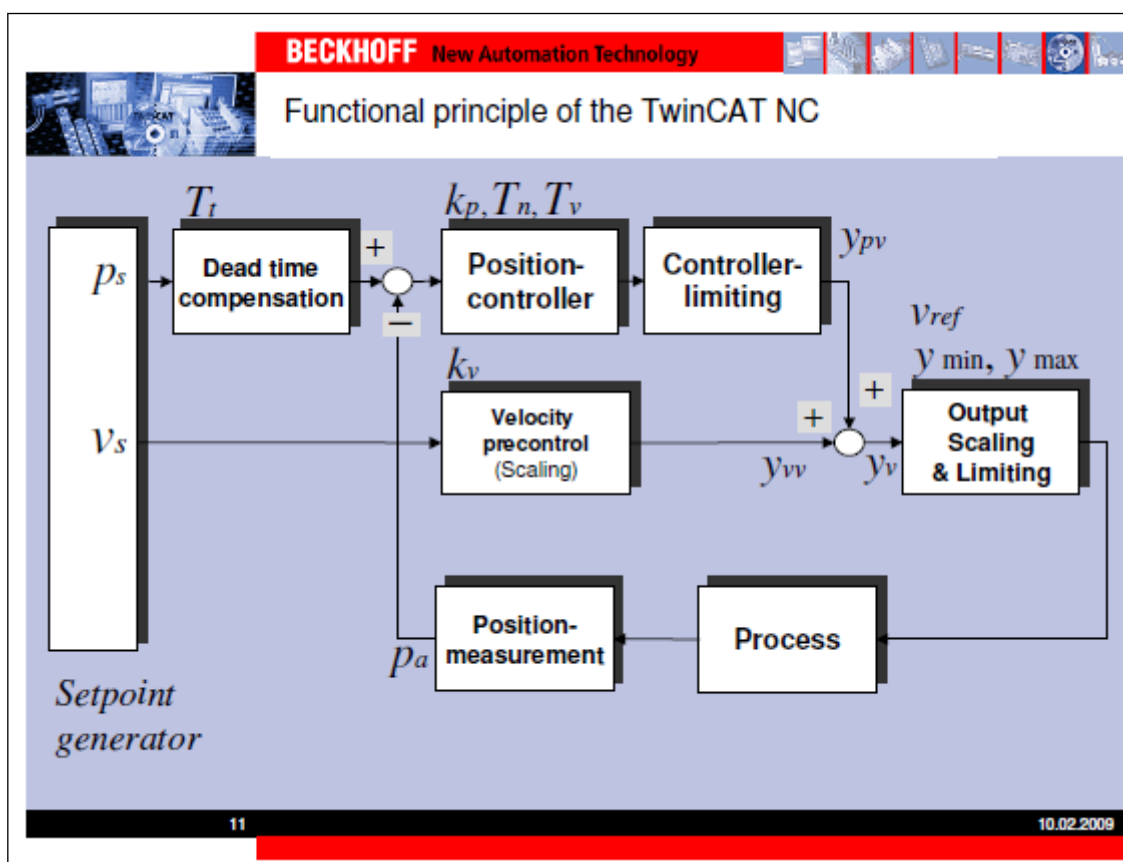 BECKHOFF New Automation Technology
TwinCAT
Functional principle of the TwinCAT NC
Tt
kp, Tn, Tv
ypv
ps
Dead time
compensation
+
Position-
controller
Controller-
limiting
−
vref
y min, y max
kv
vs
Velocity
precontrol
(Scaling)
+
+
yvv
yv
Output
Scaling
& Limiting
pa
Position-
measurement
Process
Setpoint
generator
11
10.02.2009